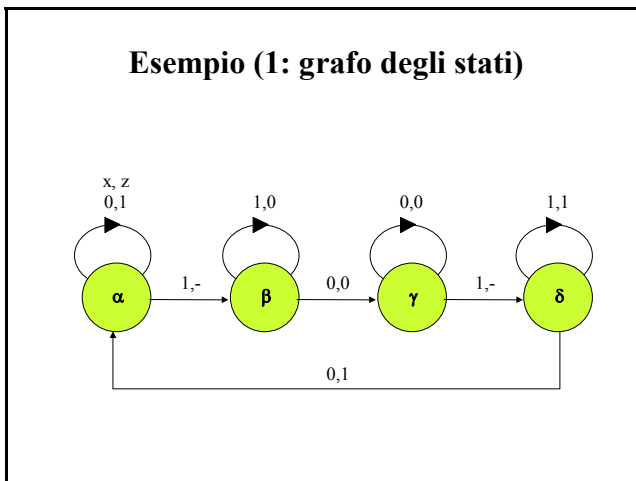 Esempio (1: grafo degli stati)
x, z
0,1 1,0 0,0 1,1
α 1,- β 0,0 γ 1,- δ
0,1